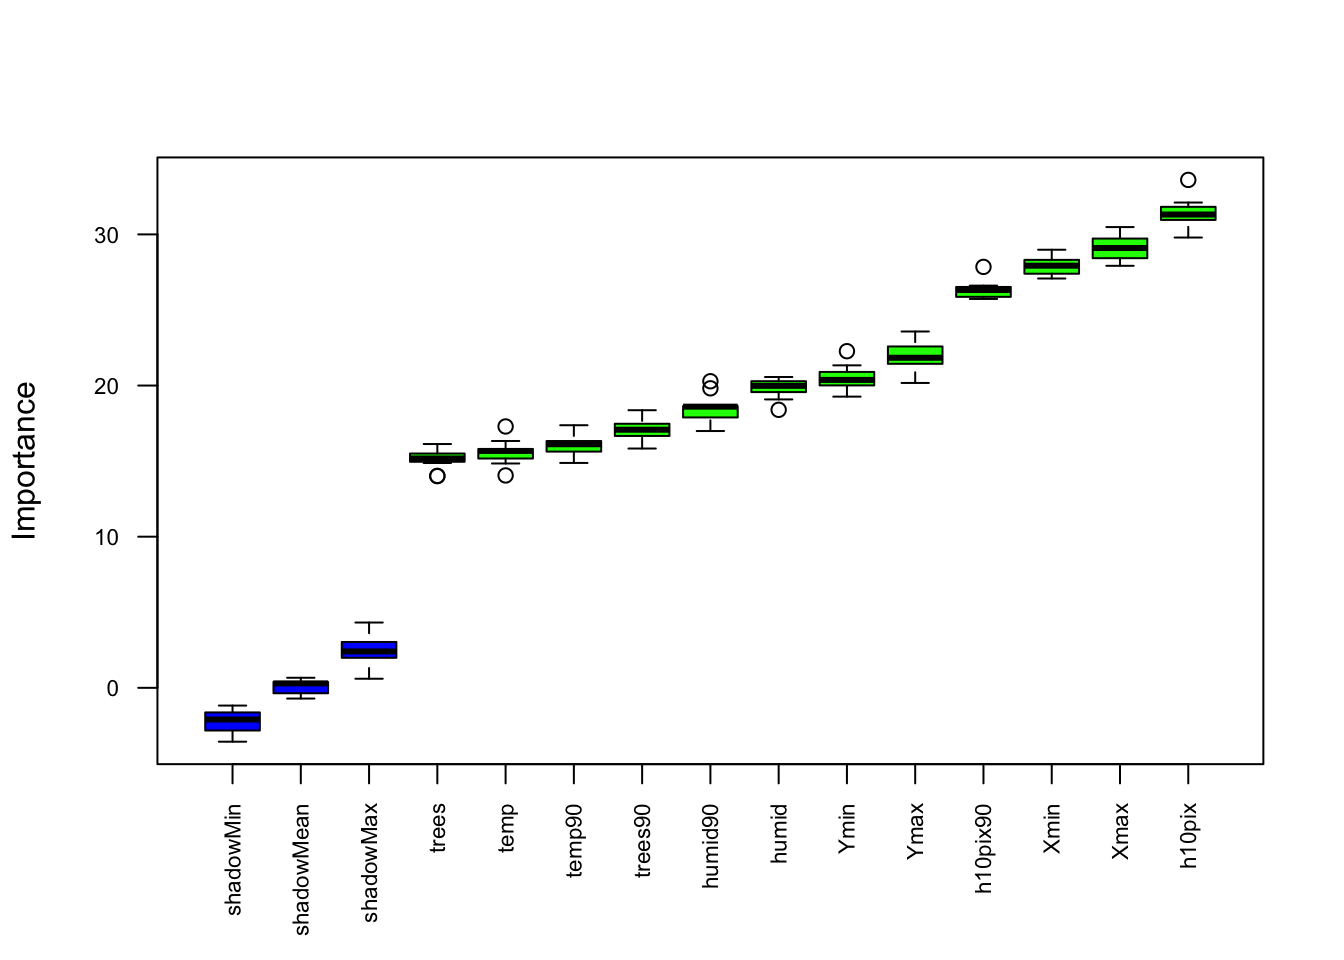 Importance
30
20
10
0
shadowMin
shadowMean
shadowMax
trees
temp
temp90
trees90
humid90
humid
Ymin
Ymax
h10pix90
Xmin
Xmax
h10pix